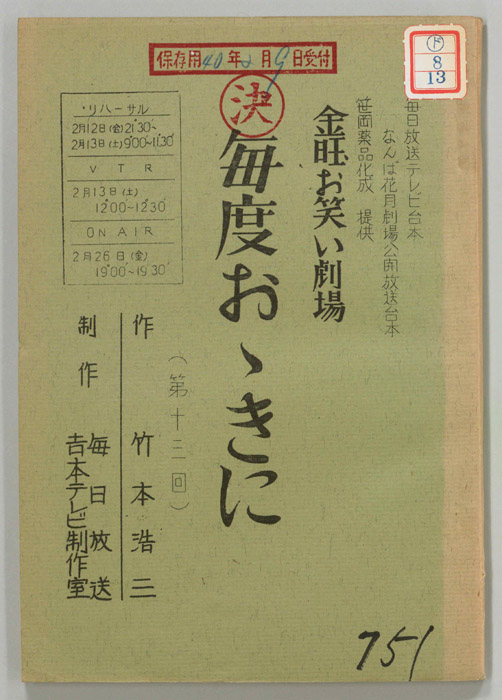 保存用40年2月9日受付
ド
8
13
毎日放送テレビ台本
なんば花月劇場公開放送台本
笹岡薬品化成 提供
金旺お笑い劇場
決
毎度おゝきに
(第十三回)
・リハーサル
2月12日(金)21°30~
2月13日(土)9°00~11°30'
VTR
2月13日(土)
12°00~12°30'
ON AIR
2月26日(金)
19°00~19°30'
作 竹本浩三
制作 毎日放送
吉本テレビ制作室
751